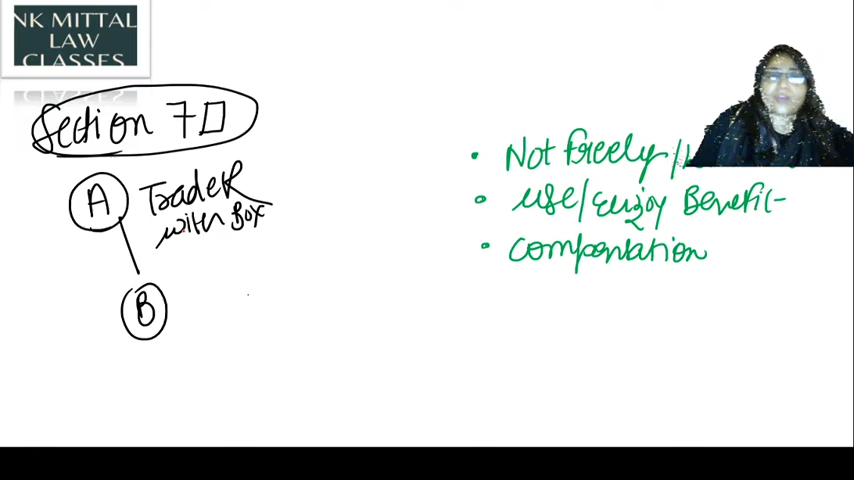 NK MITTAL
LAW
CLASSES
Section 70
A Trader
with Box
B
• Not freely/
• use/Enjoy Benefit
• compensation